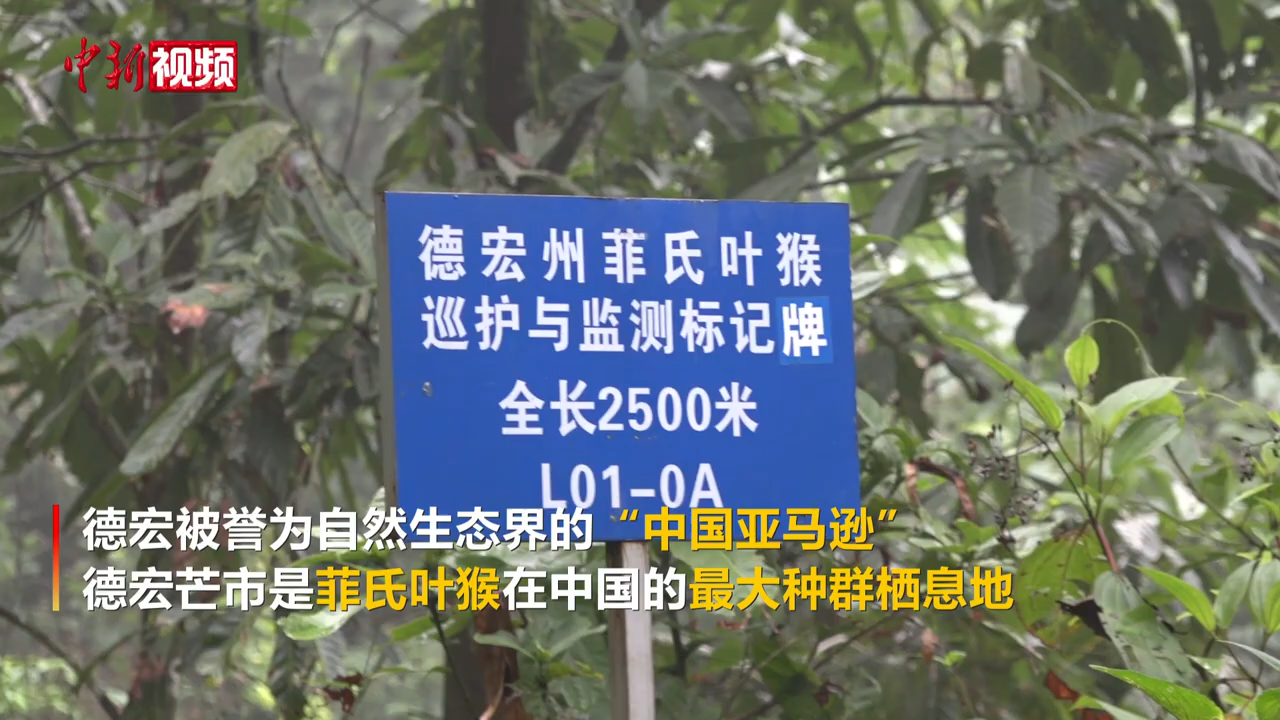 中新视频
德宏州菲氏叶猴
巡护与监测标记牌
全长2500米
L01-0A
德宏被誉为自然生态界的“中国亚马逊”
德宏芒市是菲氏叶猴在中国的最大种群栖息地